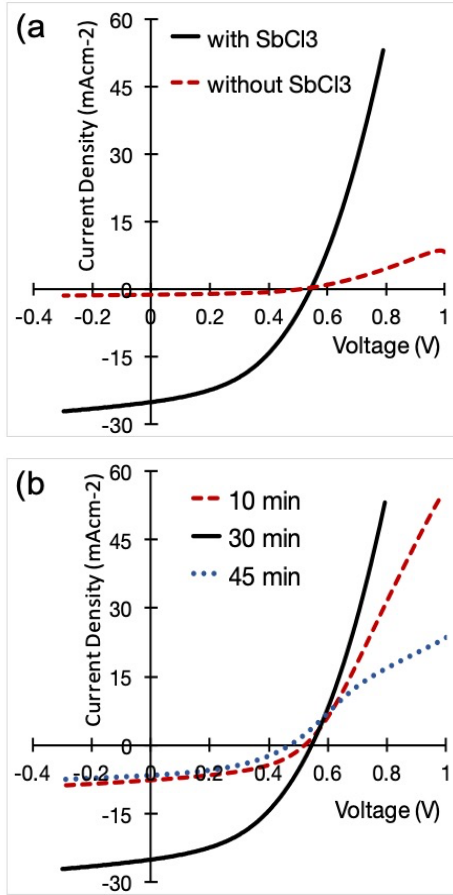 (a
60
with SbCl3
without SbCl3
45
30
15
0
-0.4 -0.2 0 0.2 0.4 0.6 0.8 1
-15
-30
Current Density (mAcm-2)
Voltage (V)
(b
60
10 min
30 min
45 min
45
30
15
0
-0.4 -0.2 0 0.2 0.4 0.6 0.8 1
-15
-30
Current Density (mAcm-2)
Voltage (V)